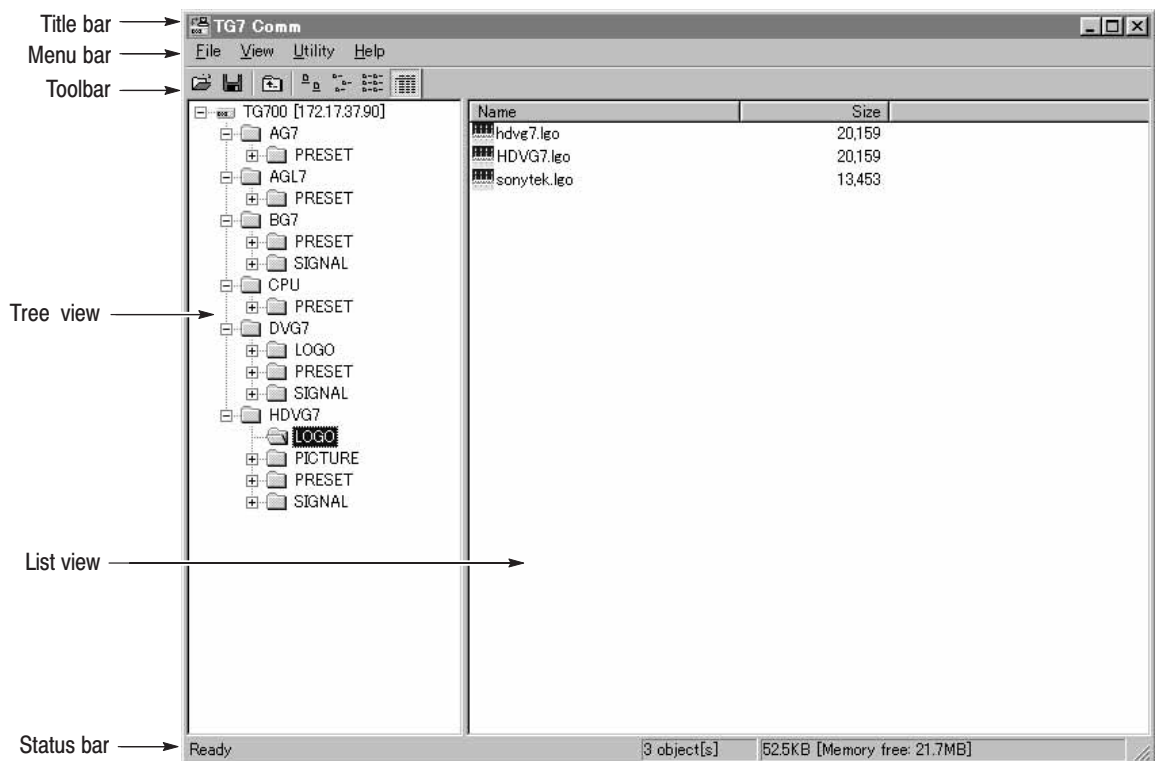 Title bar
TG7 Comm
Menu bar
File View Utility Help
Toolbar
TG700 [172.17.37.90]
AG7
PRESET
AGL7
PRESET
BG7
PRESET
SIGNAL
CPU
PRESET
Tree view
DVG7
LOGO
PRESET
SIGNAL
HDVG7
LOGO
PICTURE
PRESET
SIGNAL
Name Size
hdvg7.lgo 20,159
HDVG7.lgo 20,159
sonytek.lgo 13,453
List view
Status bar
Ready 3 object[s] 52.5KB [Memory free: 21.7MB]